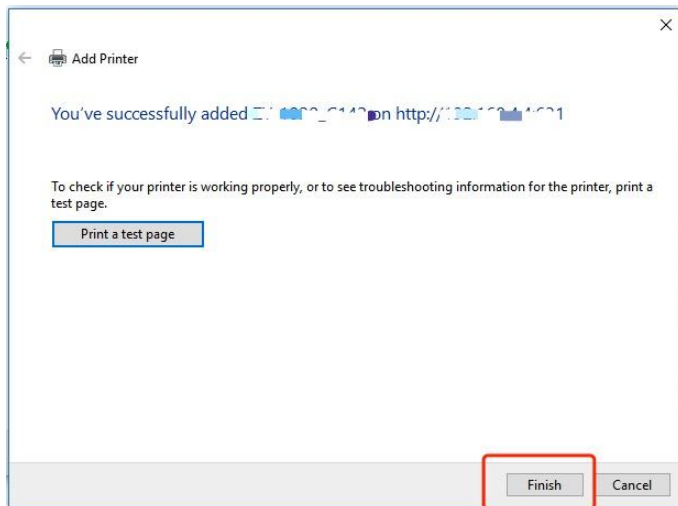 Add Printer
You've successfully added on http://
To check if your printer is working properly, or to see troubleshooting information for the printer, print a
test page.
Print a test page
Finish
Cancel